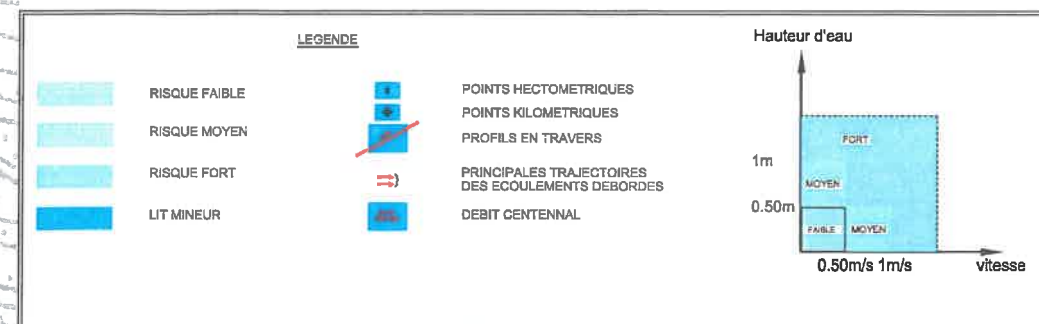 LEGENDE
RISQUE FAIBLE
RISQUE MOYEN
RISQUE FORT
LIT MINEUR
POINTS HECTOMETRIQUES
POINTS KILOMETRIQUES
PROFILS EN TRAVERS
PRINCIPALES TRAJECTOIRES
DES ECOULEMENTS DEBORDES
DEBIT CENTENNAL
Hauteur d'eau
FORT
1m
MOYEN
0.50m
FAIBLE
MOYEN
0.50m/s 1m/s
vitesse